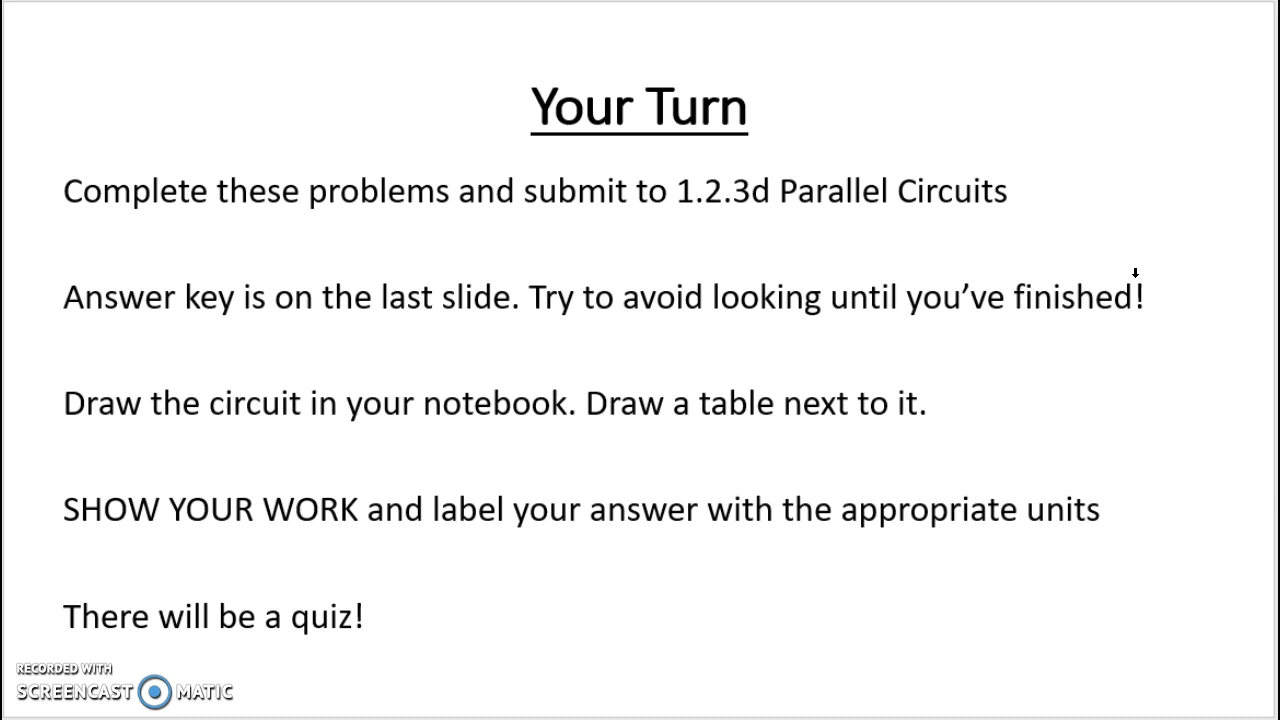 Your Turn
Complete these problems and submit to 1.2.3d Parallel Circuits
Answer key is on the last slide. Try to avoid looking until you’ve finished!
Draw the circuit in your notebook. Draw a table next to it.
SHOW YOUR WORK and label your answer with the appropriate units
There will be a quiz!
RECORDED WITH
SCREENCAST MATIC